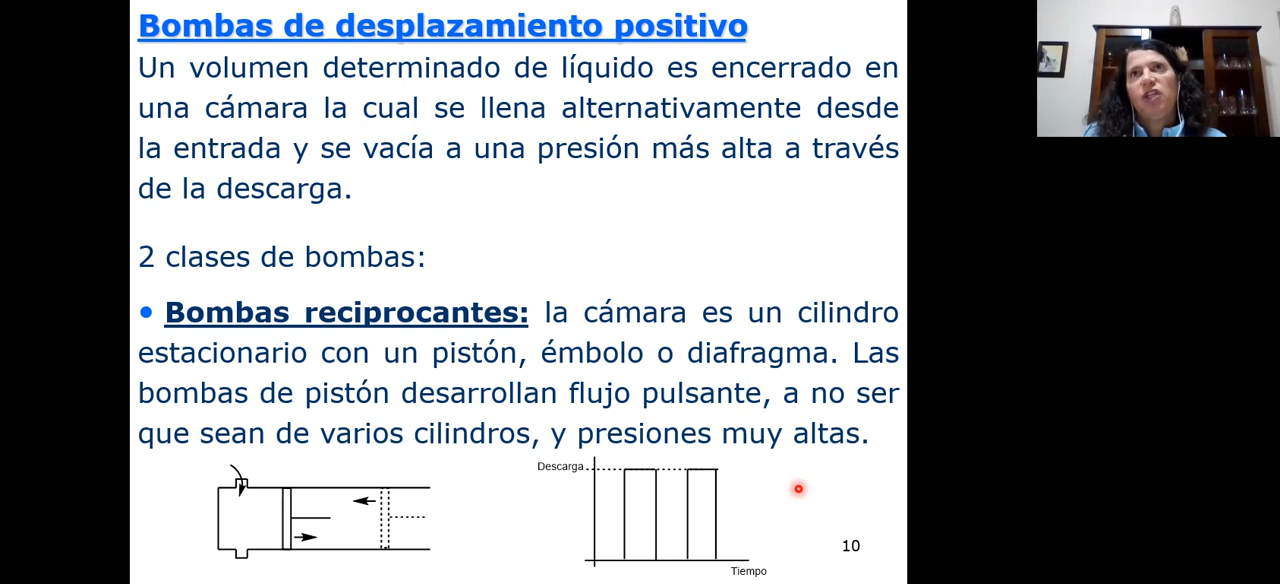 Bombas de desplazamiento positivo
Un volumen determinado de líquido es encerrado en
una cámara la cual se llena alternativamente desde
la entrada y se vacía a una presión más alta a través
de la descarga.
2 clases de bombas:
• Bombas reciprocantes: la cámara es un cilindro
estacionario con un pistón, émbolo o diafragma. Las
bombas de pistón desarrollan flujo pulsante, a no ser
que sean de varios cilindros, y presiones muy altas.
Descarga
Tiempo
10